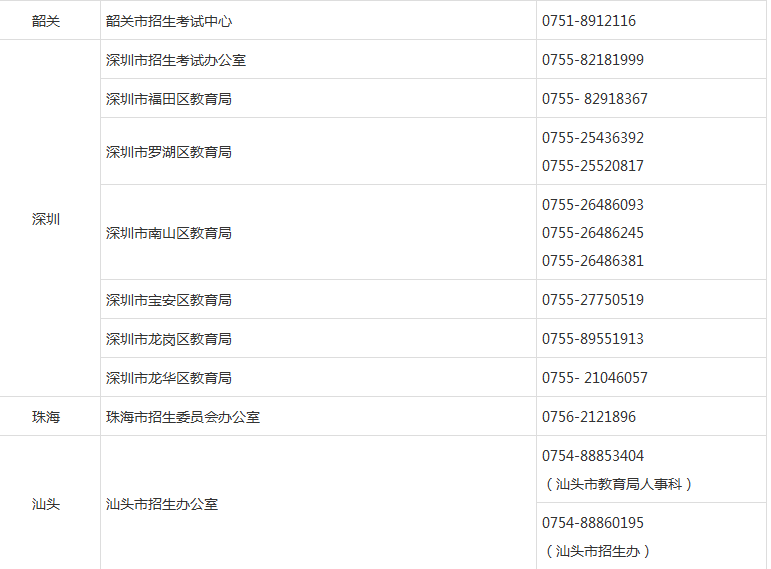 韶关 韶关市招生考试中心 0751-8912116
深圳市招生考试办公室 0755-82181999
深圳市福田区教育局 0755- 82918367
0755-25436392
深圳市罗湖区教育局
0755-25520817
0755-26486093
深圳 深圳市南山区教育局 0755-26486245
0755-26486381
深圳市宝安区教育局 0755-27750519
深圳市龙岗区教育局 0755-89551913
深圳市龙华区教育局 0755- 21046057
珠海 珠海市招生委员会办公室 0756-2121896
0754-88853404
（汕头市教育局人事科）
汕头 汕头市招生办公室
0754-88860195
（汕头市招生办）